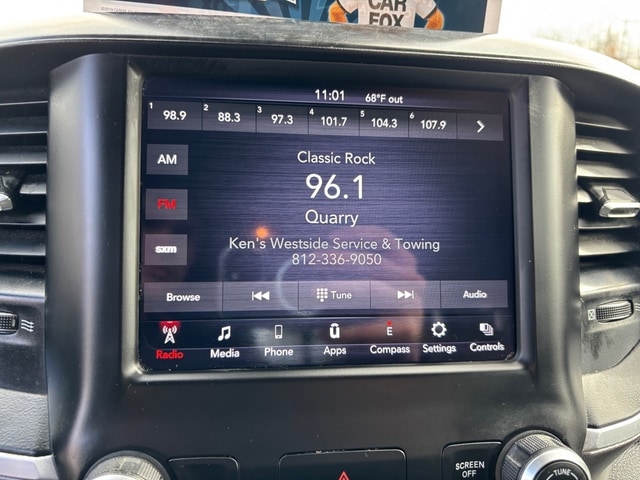 CAR
FOX
11:01 68°F out
1 98.9 2 88.3 3 97.3 4 101.7 5 104.3 6 107.9
AM
Classic Rock
96.1
FM
Quarry
sxm
Ken's Westside Service & Towing
812-336-9050
Browse Tune Audio
E
Radio Media Phone Apps Compass Settings Controls
SCREEN
OFF
TUNE